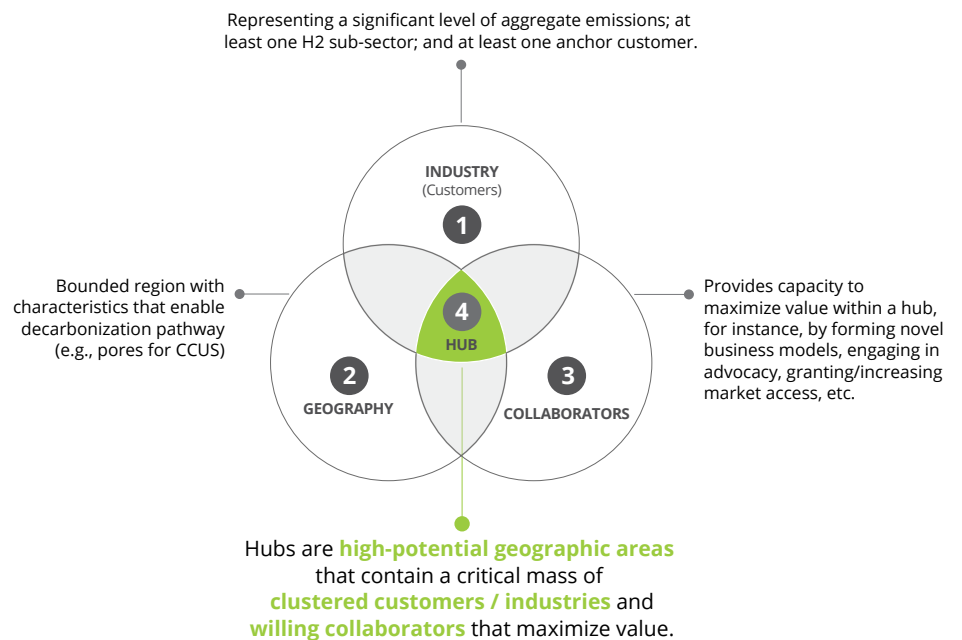 Representing a significant level of aggregate emissions; at
least one H2 sub-sector; and at least one anchor customer.
INDUSTRY
(Customers)
1
Bounded region with
characteristics that enable
decarbonization pathway
(e.g., pores for CCUS)
4
HUB
Provides capacity to
maximize value within a hub,
for instance, by forming novel
business models, engaging in
advocacy, granting/increasing
market access, etc.
2
GEOGRAPHY
3
COLLABORATORS
Hubs are high-potential geographic areas
that contain a critical mass of
clustered customers / industries and
willing collaborators that maximize value.